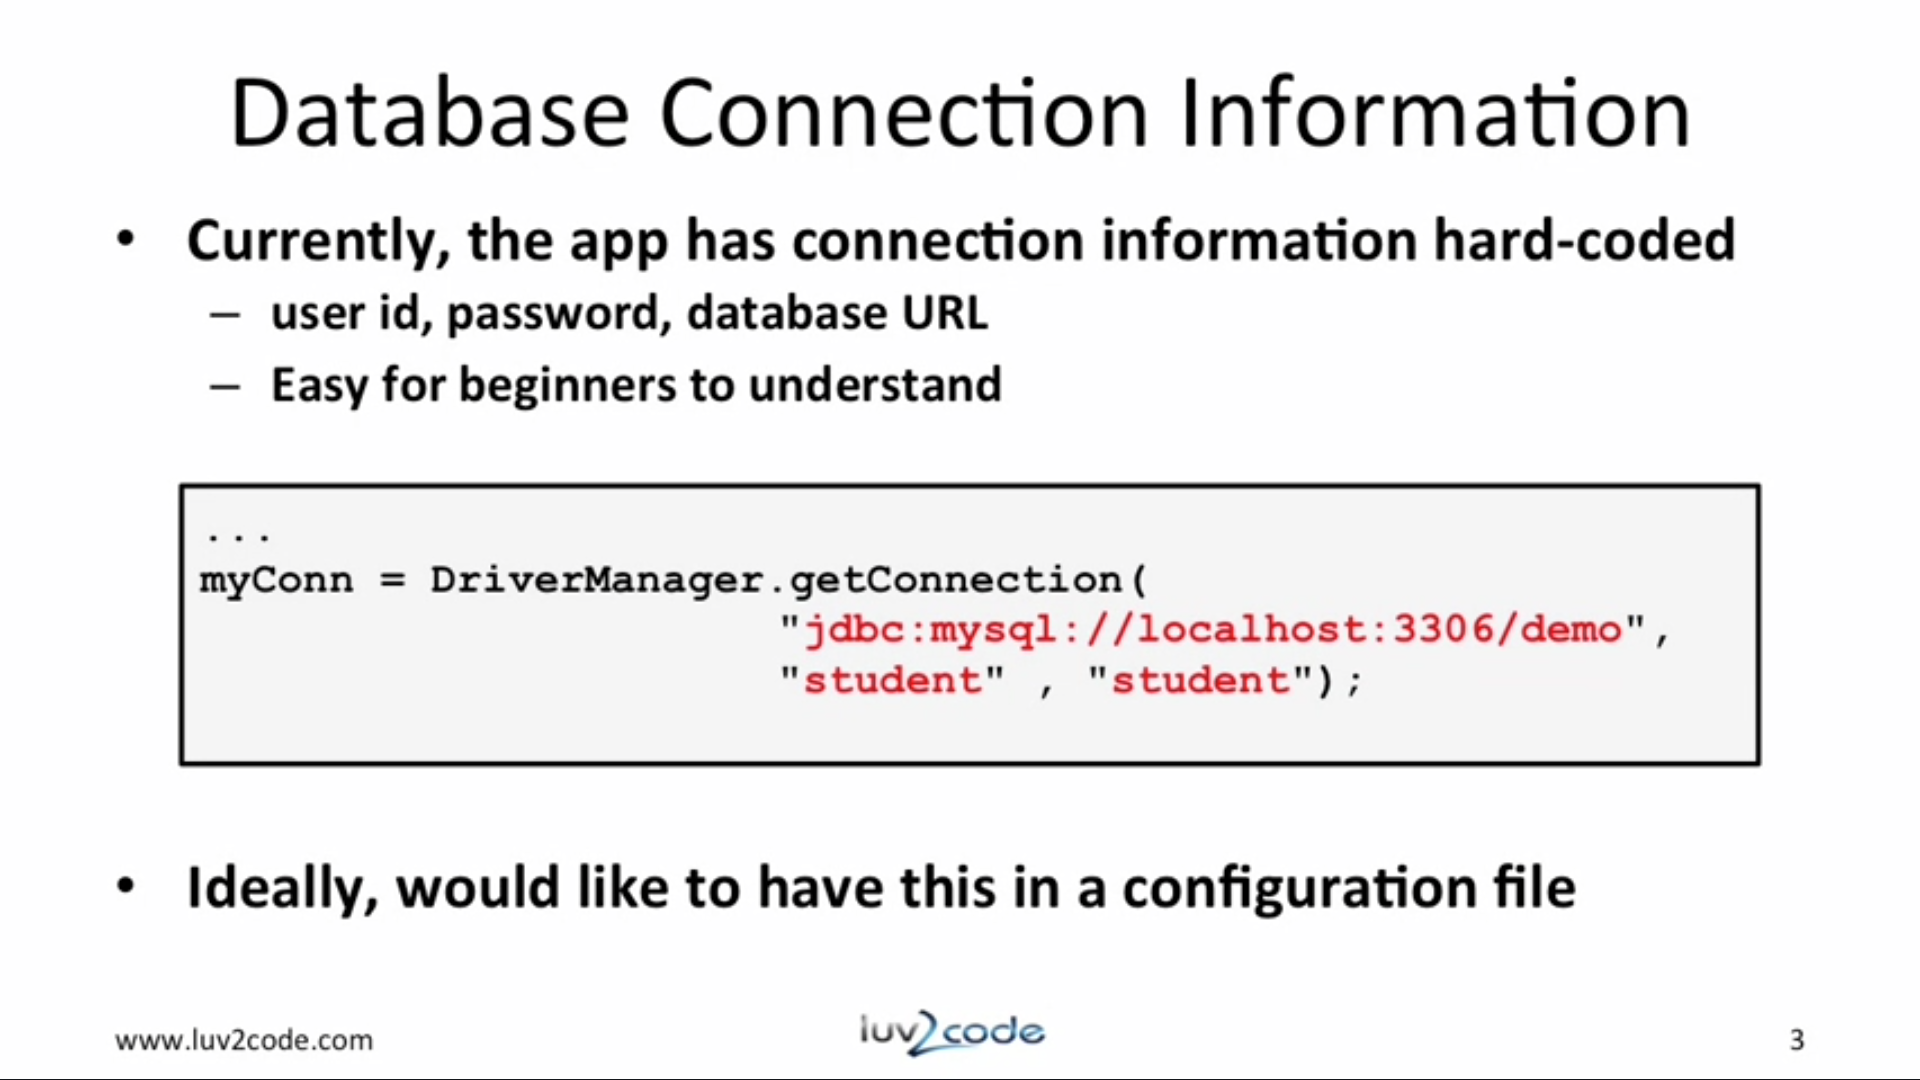 Database Connection Information
• Currently, the app has connection information hard-coded
– user id, password, database URL
– Easy for beginners to understand
...
myConn = DriverManager.getConnection(
"jdbc:mysql://localhost:3306/demo",
"student" , "student");
• Ideally, would like to have this in a configuration file
www.luv2code.com
luv2code
3